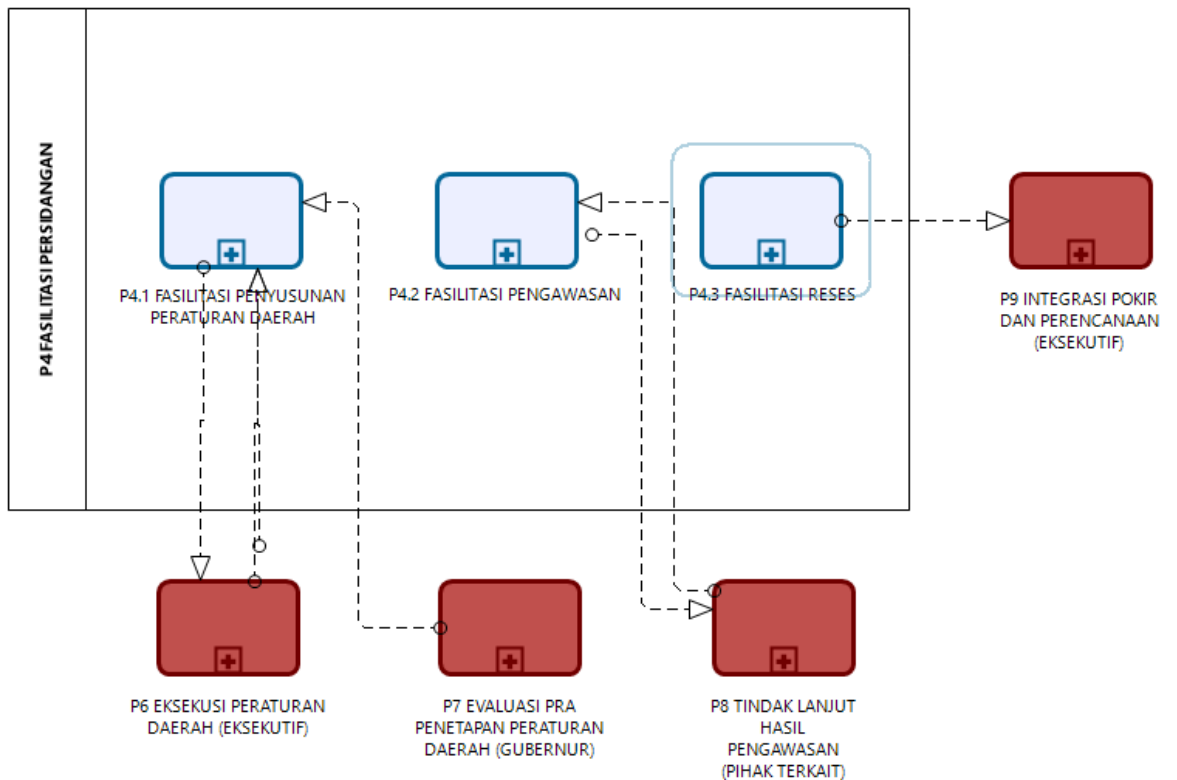 P4 FASILITASI PERSIDANGAN
P4.1 FASILITASI PENYUSUNAN
PERATURAN DAERAH
P4.2 FASILITASI PENGAWASAN
P4.3 FASILITASI RESES
P9 INTEGRASI POKIR
DAN PERENCANAAN
(EKSEKUTIF)
P6 EKSEKUSI PERATURAN
DAERAH (EKSEKUTIF)
P7 EVALUASI PRA
PENETAPAN PERATURAN
DAERAH (GUBERNUR)
P8 TINDAK LANJUT
HASIL
PENGAWASAN
(PIHAK TERKAIT)